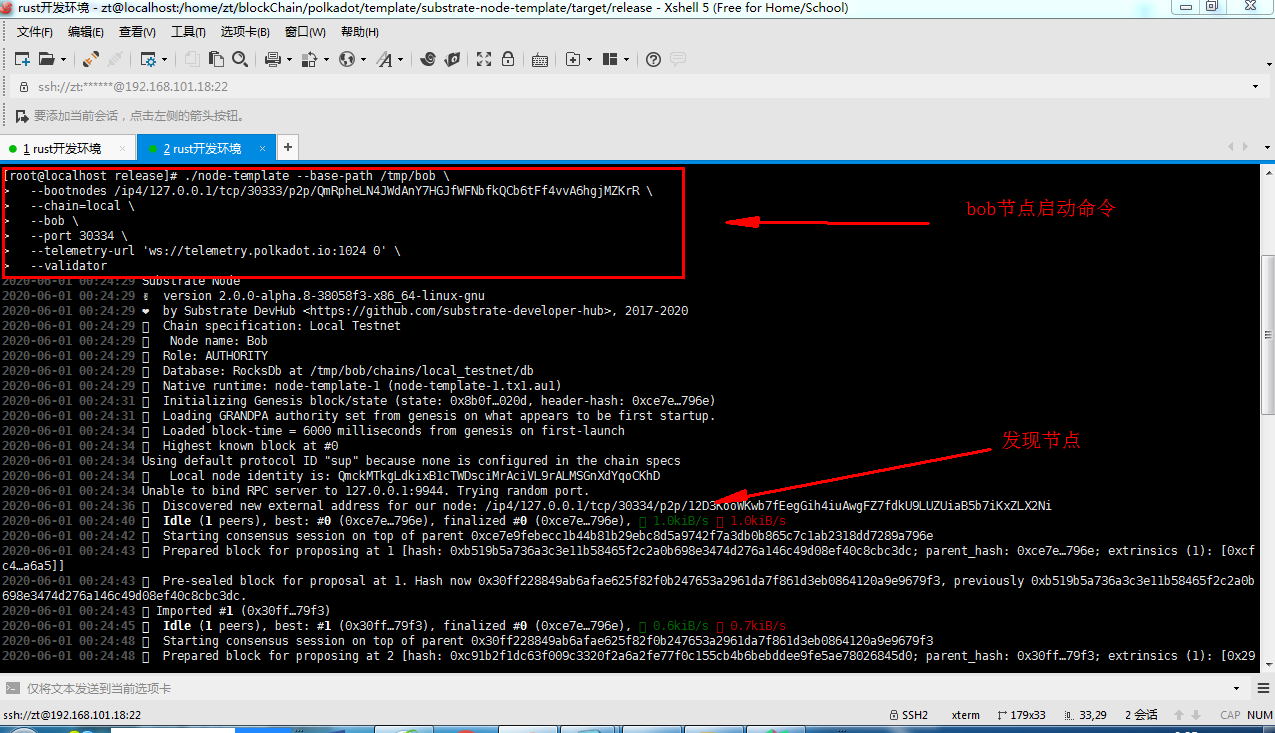 rust开发环境 - zt@localhost:/home/zt/blockChain/polkadot/template/substrate-node-template/target/release - Xshell 5 (Free for Home/School)
文件(F) 编辑(E) 查看(V) 工具(T) 选项卡(B) 窗口(W) 帮助(H)
ssh://zt:******@192.168.101.18:22
要添加当前会话，点击左侧的箭头按钮。
1 rust开发环境 × 2 rust开发环境 × +
[root@localhost release]# ./node-template --base-path /tmp/bob \
> --bootnodes /ip4/127.0.0.1/tcp/30333/p2p/QmRpheLN4JWdAnY7HGJfWFNbfkQCb6tFf4vvA6hgjMZKrR \
> --chain=local \
> --bob \
> --port 30334 \
> --telemetry-url 'ws://telemetry.polkadot.io:1024 0' \
> --validator
bob节点启动命令
2020-06-01 00:24:29 Substrate Node
2020-06-01 00:24:29 ✌ version 2.0.0-alpha.8-38058f3-x86_64-linux-gnu
2020-06-01 00:24:29 ❤ by Substrate DevHub <https://github.com/substrate-developer-hub>, 2017-2020
2020-06-01 00:24:29 Chain specification: Local Testnet
2020-06-01 00:24:29 Node name: Bob
2020-06-01 00:24:29 Role: AUTHORITY
2020-06-01 00:24:29 Database: RocksDb at /tmp/bob/chains/local_testnet/db
2020-06-01 00:24:29 Native runtime: node-template-1 (node-template-1.tx1.au1)
2020-06-01 00:24:31 Initializing Genesis block/state (state: 0x8b0f…020d, header-hash: 0xce7e…796e)
2020-06-01 00:24:31 Loading GRANDPA authority set from genesis on what appears to be first startup.
2020-06-01 00:24:34 Loaded block-time = 6000 milliseconds from genesis on first-launch
2020-06-01 00:24:34 Highest known block at #0
2020-06-01 00:24:34 Using default protocol ID "sup" because none is configured in the chain specs
2020-06-01 00:24:34 Local node identity is: QmckMTkgLdkixB1cTWDsciMrAciVL9rALMSGnXdYqoCKhD
2020-06-01 00:24:34 Unable to bind RPC server to 127.0.0.1:9944. Trying random port.
发现节点
2020-06-01 00:24:36 Discovered new external address for our node: /ip4/127.0.0.1/tcp/30334/p2p/12D3KooWKwb7fEegGih4iuAwgFZ7fdkU9LUZUiaB5b7iKxZLX2Ni
2020-06-01 00:24:40 Idle (1 peers), best: #0 (0xce7e…796e), finalized #0 (0xce7e…796e), 1.0kiB/s 1.0kiB/s
2020-06-01 00:24:42 Starting consensus session on top of parent 0xce7e9febecc1b44b81b29ebc8d5a9742f7a3db0b865c7c1ab2318dd7289a796e
2020-06-01 00:24:43 Prepared block for proposing at 1 [hash: 0xb519b5a736a3c3e11b58465f2c2a0b698e3474d276a146c49d08ef40c8cbc3dc; parent_hash: 0xce7e…796e; extrinsics (1): [0xcf
c4…a6a5]]
2020-06-01 00:24:43 Pre-sealed block for proposal at 1. Hash now 0x30ff228849ab6afae625f82f0b247653a2961da7f861d3eb0864120a9e9679f3, previously 0xb519b5a736a3c3e11b58465f2c2a0b
698e3474d276a146c49d08ef40c8cbc3dc.
2020-06-01 00:24:43 Imported #1 (0x30ff…79f3)
2020-06-01 00:24:45 Idle (1 peers), best: #1 (0x30ff…79f3), finalized #0 (0xce7e…796e), 0.6kiB/s 0.7kiB/s
2020-06-01 00:24:48 Starting consensus session on top of parent 0x30ff228849ab6afae625f82f0b247653a2961da7f861d3eb0864120a9e9679f3
2020-06-01 00:24:48 Prepared block for proposing at 2 [hash: 0xc91b2f1dc63f009c3320f2a6a2fe77f0c155cb4b6bebddee9fe5ae78026845d0; parent_hash: 0x30ff…79f3; extrinsics (1): [0x29
仅将文本发送到当前选项卡
ssh://zt@192.168.101.18:22 SSH2 xterm 179x33 33,29 2 会话 CAP NUM